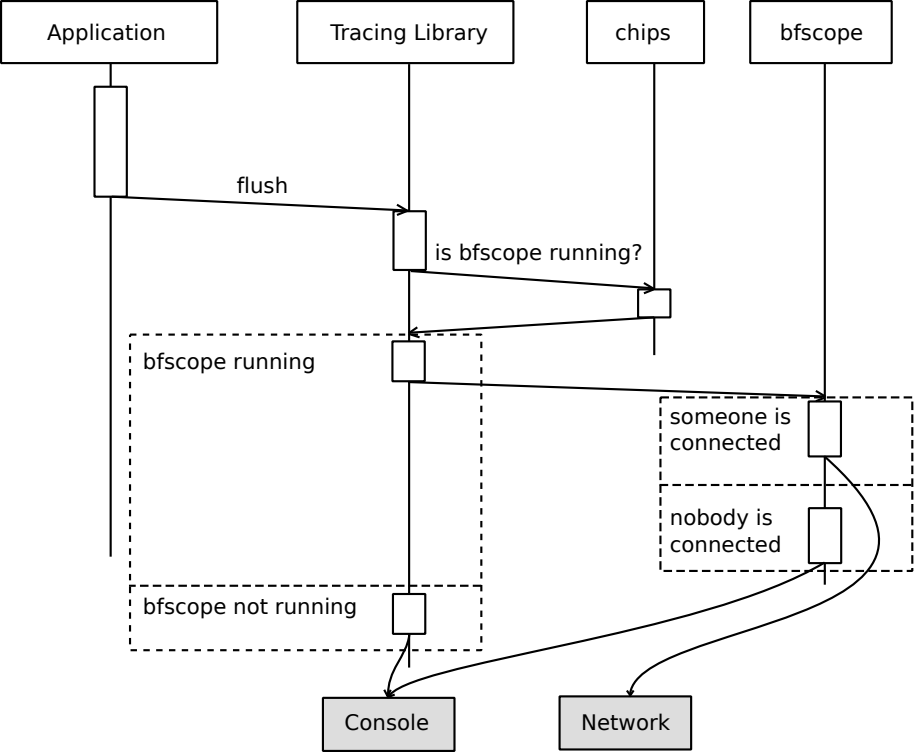 Application
Tracing Library
chips
bfscope
flush
is bfscope running?
bfscope running
someone is
connected
nobody is
connected
bfscope not running
Console
Network